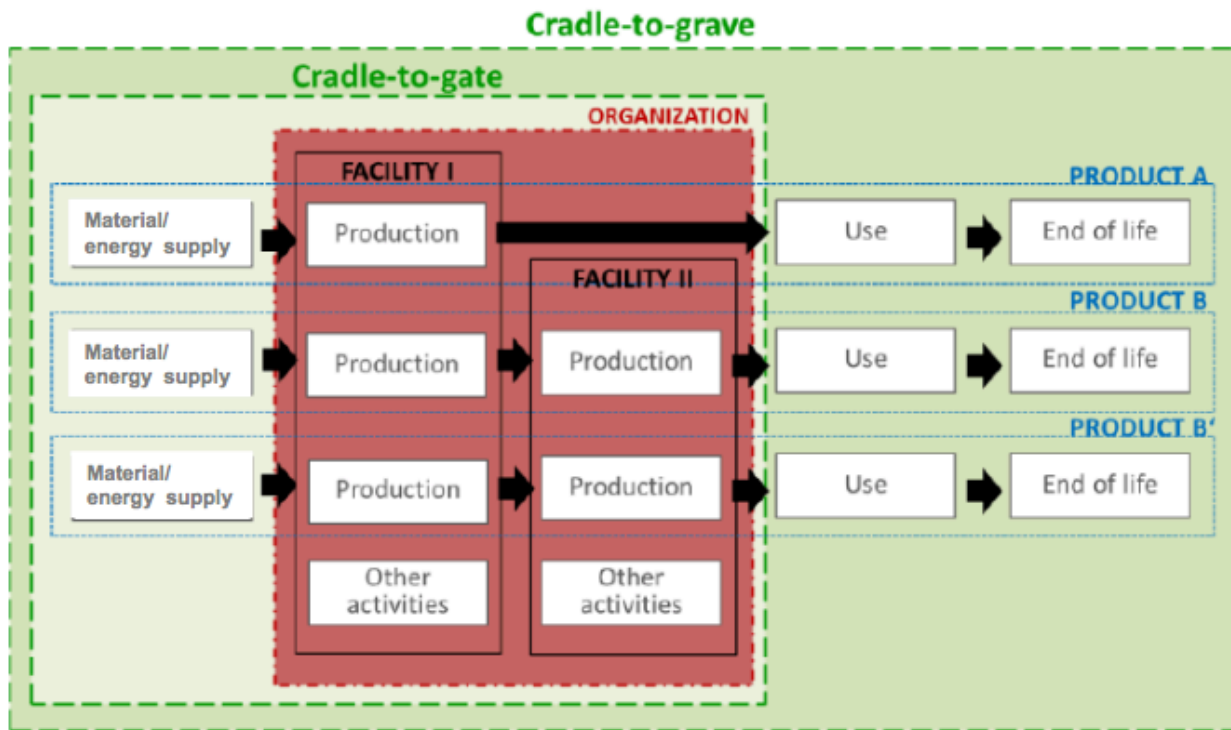 Cradle-to-grave
Cradle-to-gate
ORGANIZATION
FACILITY I
PRODUCT A
Material/
energy supply
Production
Use
End of life
FACILITY II
PRODUCT B
Material/
energy supply
Production
Production
Use
End of life
PRODUCT B‘
Material/
energy supply
Production
Production
Use
End of life
Other
activities
Other
activities